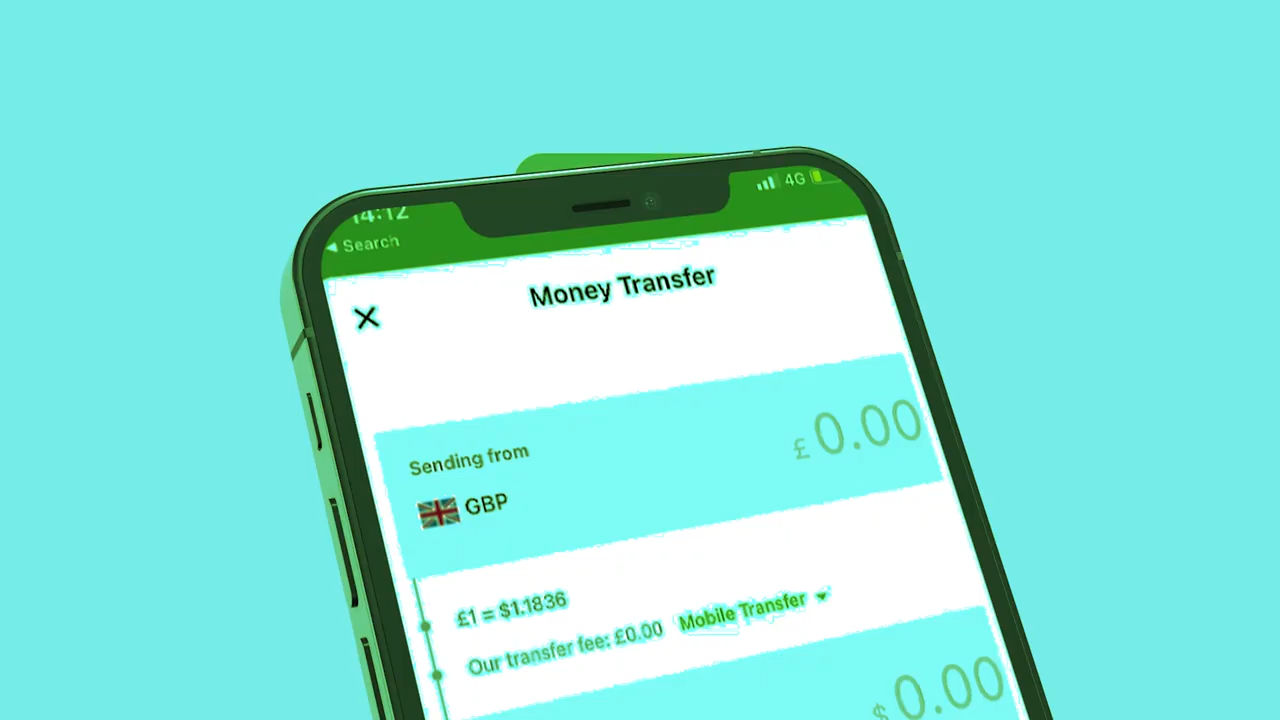 14:12
4G
Search
Money Transfer
Sending from
£ 0.00
GBP
£1 = $1.1836
Our transfer fee: £0.00 Mobile Transfer
$ 0.00